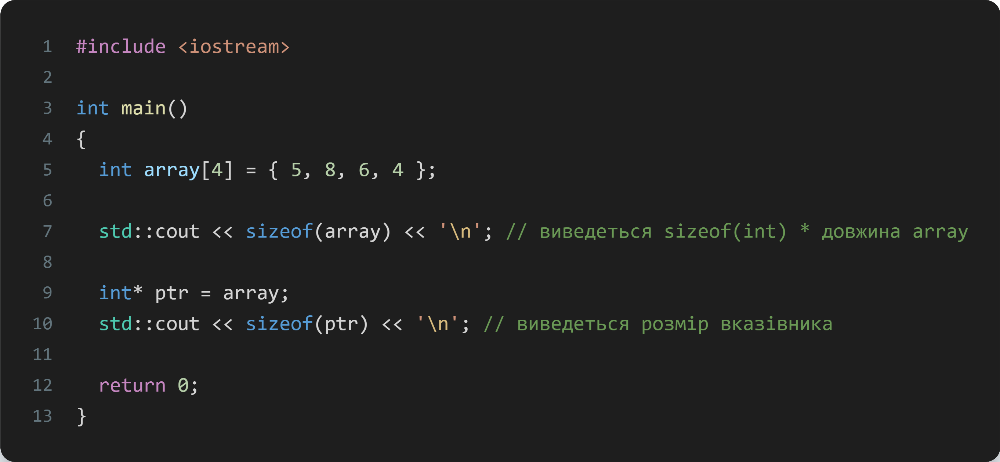 1 #include <iostream>
2
3 int main()
4 {
5   int array[4] = { 5, 8, 6, 4 };
6
7   std::cout << sizeof(array) << '\n'; // виведеться sizeof(int) * довжина array
8
9   int* ptr = array;
10   std::cout << sizeof(ptr) << '\n'; // виведеться розмір вказівника
11
12   return 0;
13 }